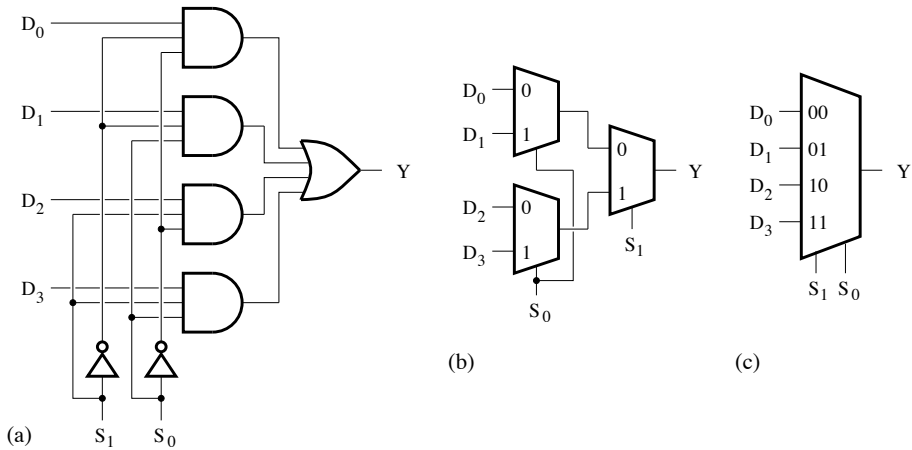 D0
D1
D2
D3
Y
S1 S0
(a)
D0 0
D1 1
D2 0
D3 1
0
1
Y
S1
S0
(b)
D0 00
D1 01
D2 10
D3 11
Y
S1 S0
(c)